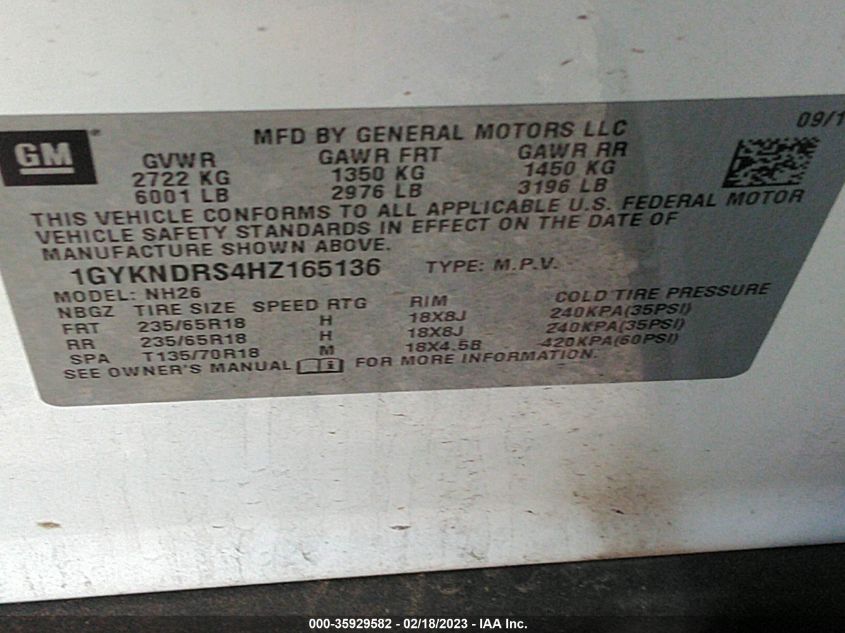 GM
MFD BY GENERAL MOTORS LLC 09/1
GVWR GAWR FRT GAWR RR
2722 KG 1350 KG 1450 KG
6001 LB 2976 LB 3196 LB
THIS VEHICLE CONFORMS TO ALL APPLICABLE U.S. FEDERAL MOTOR
VEHICLE SAFETY STANDARDS IN EFFECT ON THE DATE OF
MANUFACTURE SHOWN ABOVE.
1GYKNDRS4HZ165136 TYPE: M.P.V.
MODEL: NH26
NBGZ TIRE SIZE SPEED RTG RIM COLD TIRE PRESSURE
FRT 235/65R18 H 18X8J 240KPA(35PSI)
RR 235/65R18 H 18X8J 240KPA(35PSI)
SPA T135/70R18 M 18X4.5B 420KPA(60PSI)
SEE OWNER'S MANUAL FOR MORE INFORMATION.
000-35929582 - 02/18/2023 - IAA Inc.